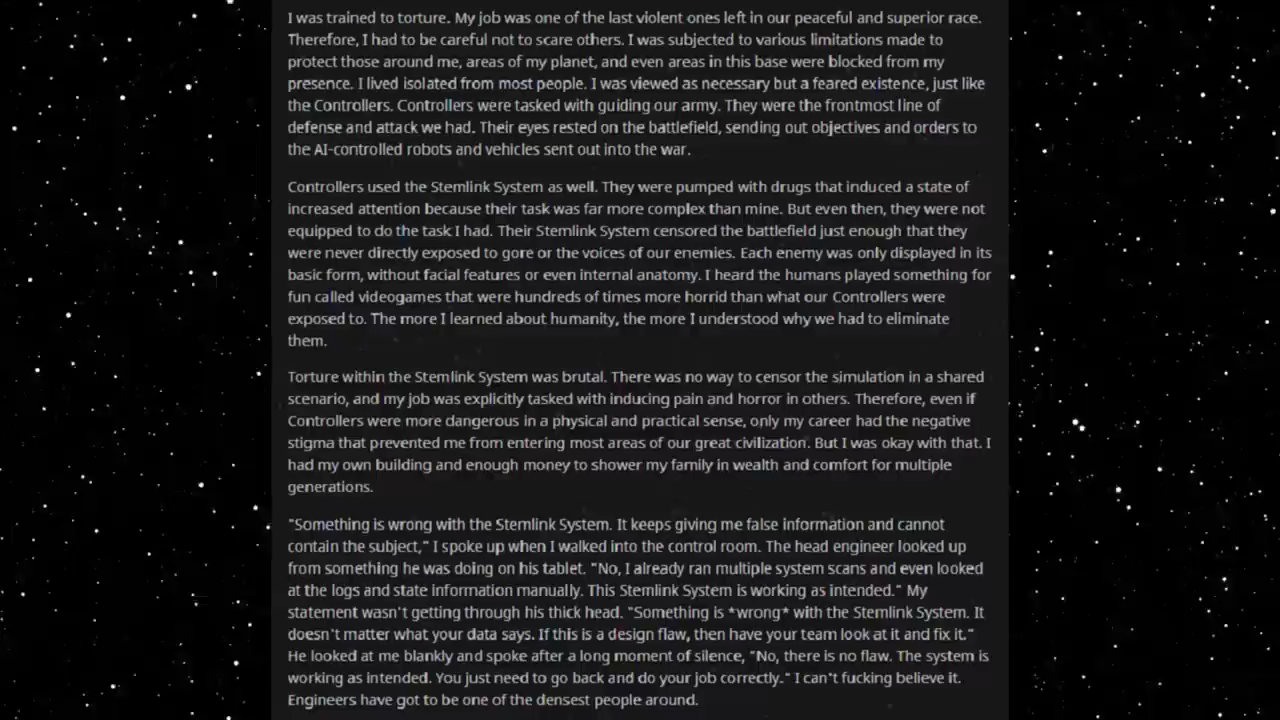 I was trained to torture. My job was one of the last violent ones left in our peaceful and superior race.
Therefore, I had to be careful not to scare others. I was subjected to various limitations made to
protect those around me, areas of my planet, and even areas in this base were blocked from my
presence. I lived isolated from most people. I was viewed as necessary but a feared existence, just like
the Controllers. Controllers were tasked with guiding our army. They were the frontmost line of
defense and attack we had. Their eyes rested on the battlefield, sending out objectives and orders to
the AI-controlled robots and vehicles sent out into the war.
Controllers used the Stemlink System as well. They were pumped with drugs that induced a state of
increased attention because their task was far more complex than mine. But even then, they were not
equipped to do the task I had. Their Stemlink System censored the battlefield just enough that they
were never directly exposed to gore or the voices of our enemies. Each enemy was only displayed in its
basic form, without facial features or even internal anatomy. I heard the humans played something for
fun called videogames that were hundreds of times more horrid than what our Controllers were
exposed to. The more I learned about humanity, the more I understood why we had to eliminate
them.
Torture within the Stemlink System was brutal. There was no way to censor the simulation in a shared
scenario, and my job was explicitly tasked with inducing pain and horror in others. Therefore, even if
Controllers were more dangerous in a physical and practical sense, only my career had the negative
stigma that prevented me from entering most areas of our great civilization. But I was okay with that. I
had my own building and enough money to shower my family in wealth and comfort for multiple
generations.
"Something is wrong with the Stemlink System. It keeps giving me false information and cannot
contain the subject," I spoke up when I walked into the control room. The head engineer looked up
from something he was doing on his tablet. "No, I already ran multiple system scans and even looked
at the logs and state information manually. This Stemlink System is working as intended." My
statement wasn't getting through his thick head. "Something is *wrong* with the Stemlink System. It
doesn't matter what your data says. If this is a design flaw, then have your team look at it and fix it."
He looked at me blankly and spoke after a long moment of silence, "No, there is no flaw. The system is
working as intended. You just need to go back and do your job correctly." I can't fucking believe it.
Engineers have got to be one of the densest people around.